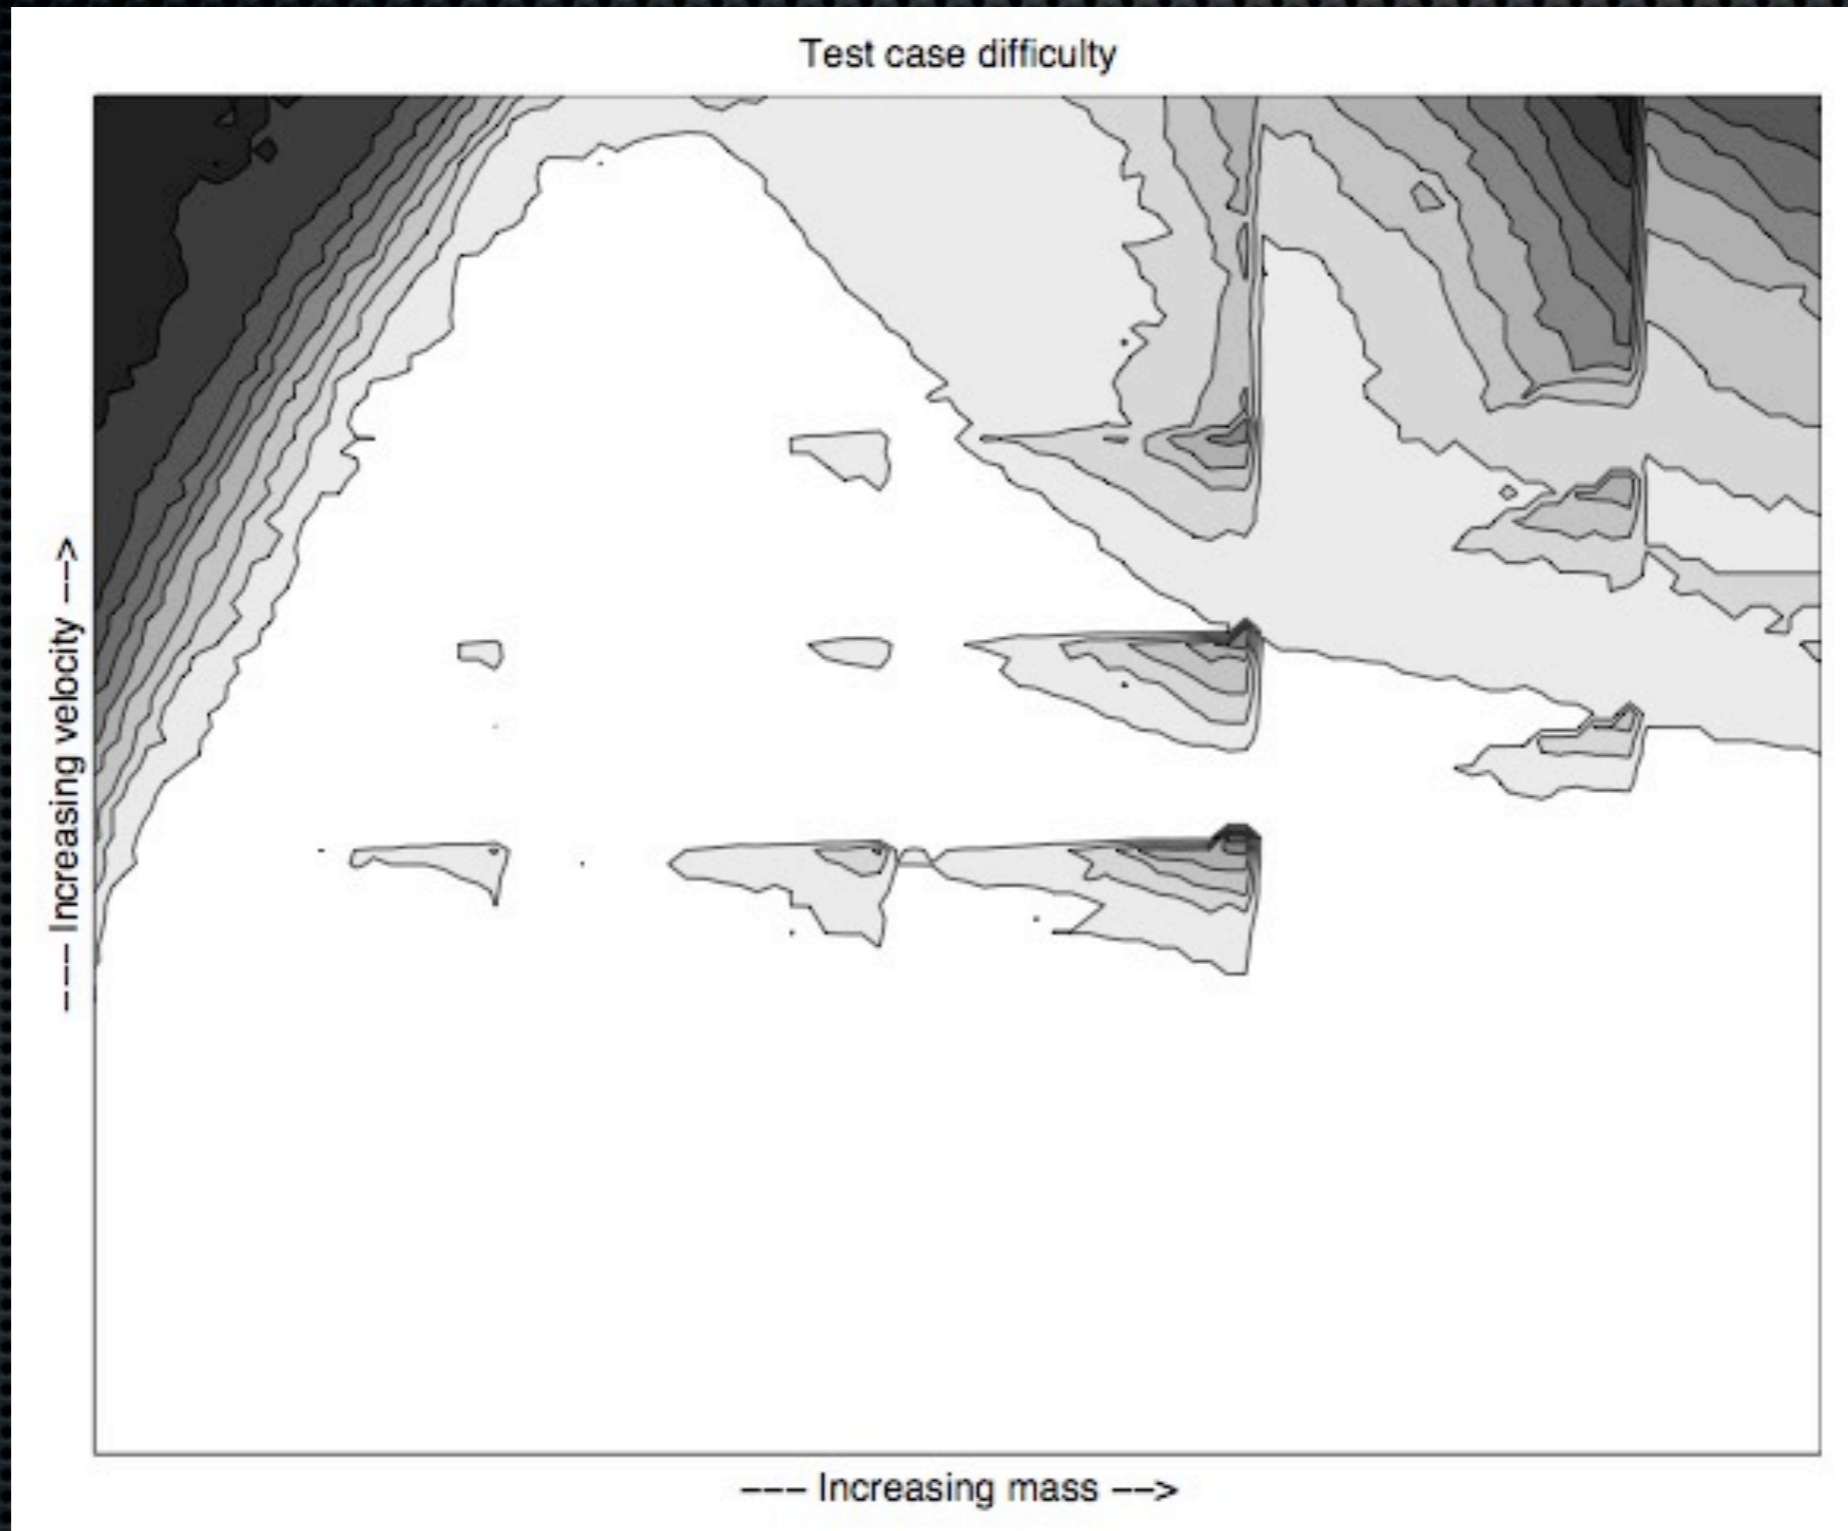 Test case difficulty
--- Increasing velocity -->
--- Increasing mass -->